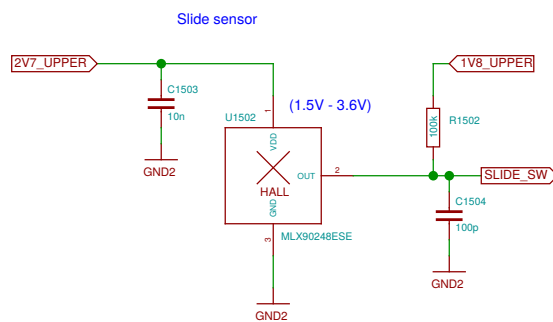 Slide sensor
2V7_UPPER
1V8_UPPER
C1503
10n
GND2
U1502
(1.5V - 3.6V)
1
VDD
HALL
OUT
2
GND
3
MLX90248ESE
GND2
100k
R1502
SLIDE_SW
C1504
100p
GND2